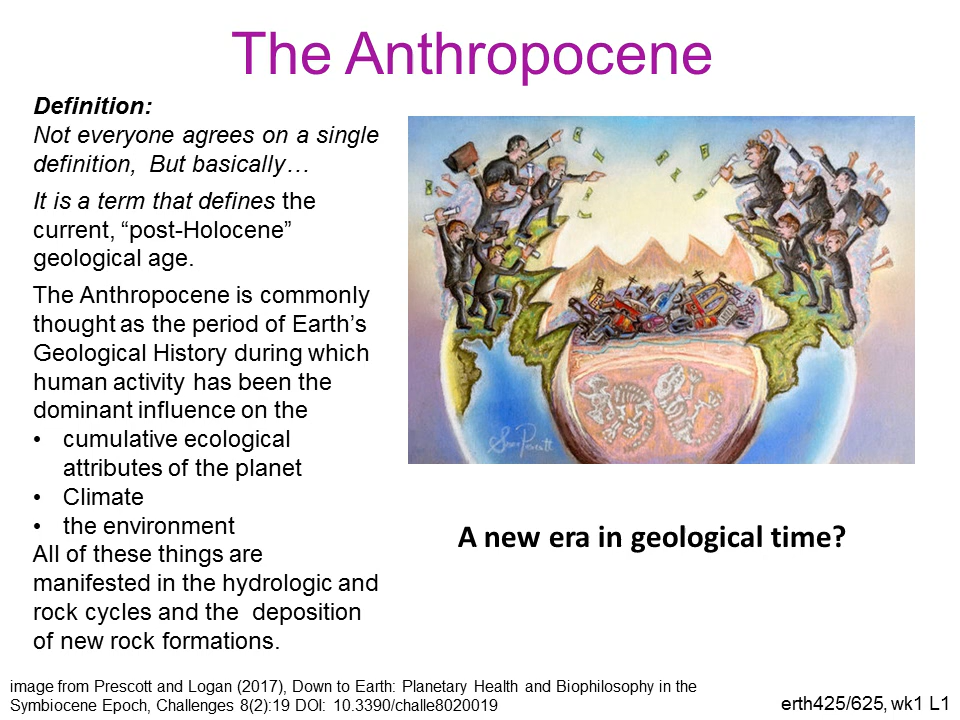 The Anthropocene
Definition:
Not everyone agrees on a single
definition, But basically…
It is a term that defines the
current, “post-Holocene”
geological age.
The Anthropocene is commonly
thought as the period of Earth’s
Geological History during which
human activity has been the
dominant influence on the
• cumulative ecological
attributes of the planet
• Climate
• the environment
All of these things are
manifested in the hydrologic and
rock cycles and the deposition
of new rock formations.
A new era in geological time?
image from Prescott and Logan (2017), Down to Earth: Planetary Health and Biophilosophy in the
Symbiocene Epoch, Challenges 8(2):19 DOI: 10.3390/challe8020019
erth425/625, wk1 L1